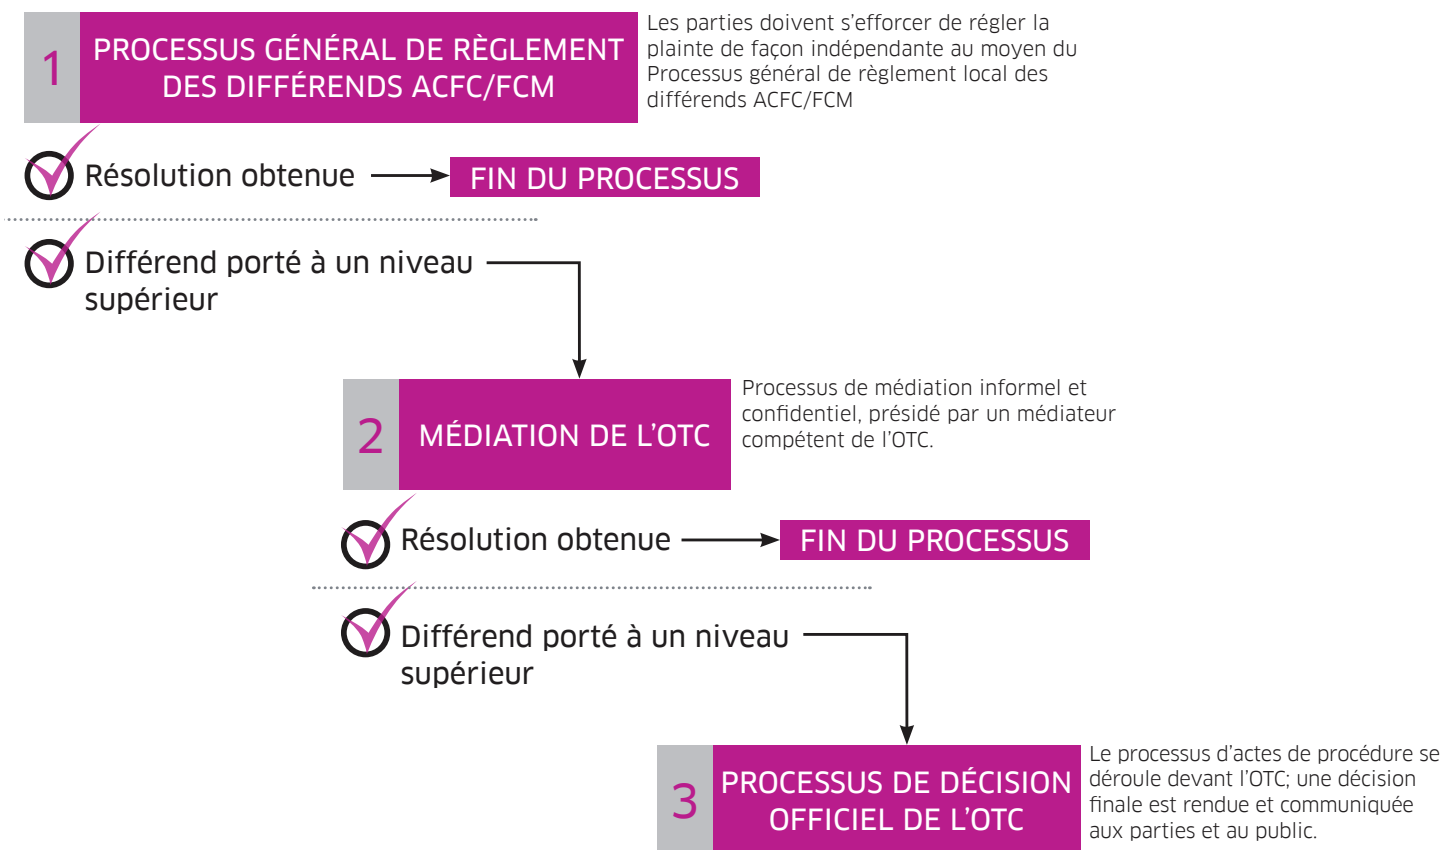 1
PROCESSUS GÉNÉRAL DE RÈGLEMENT
DES DIFFÉRENDS ACFC/FCM
Les parties doivent s’efforcer de régler la
plainte de façon indépendante au moyen du
Processus général de règlement local des
différends ACFC/FCM
Résolution obtenue
FIN DU PROCESSUS
Différend porté à un niveau
supérieur
2
MÉDIATION DE L’OTC
Processus de médiation informel et
confidentiel, présidé par un médiateur
compétent de l’OTC.
Résolution obtenue
FIN DU PROCESSUS
Différend porté à un niveau
supérieur
3
PROCESSUS DE DÉCISION
OFFICIEL DE L’OTC
Le processus d’actes de procédure se
déroule devant l’OTC; une décision
finale est rendue et communiquée
aux parties et au public.